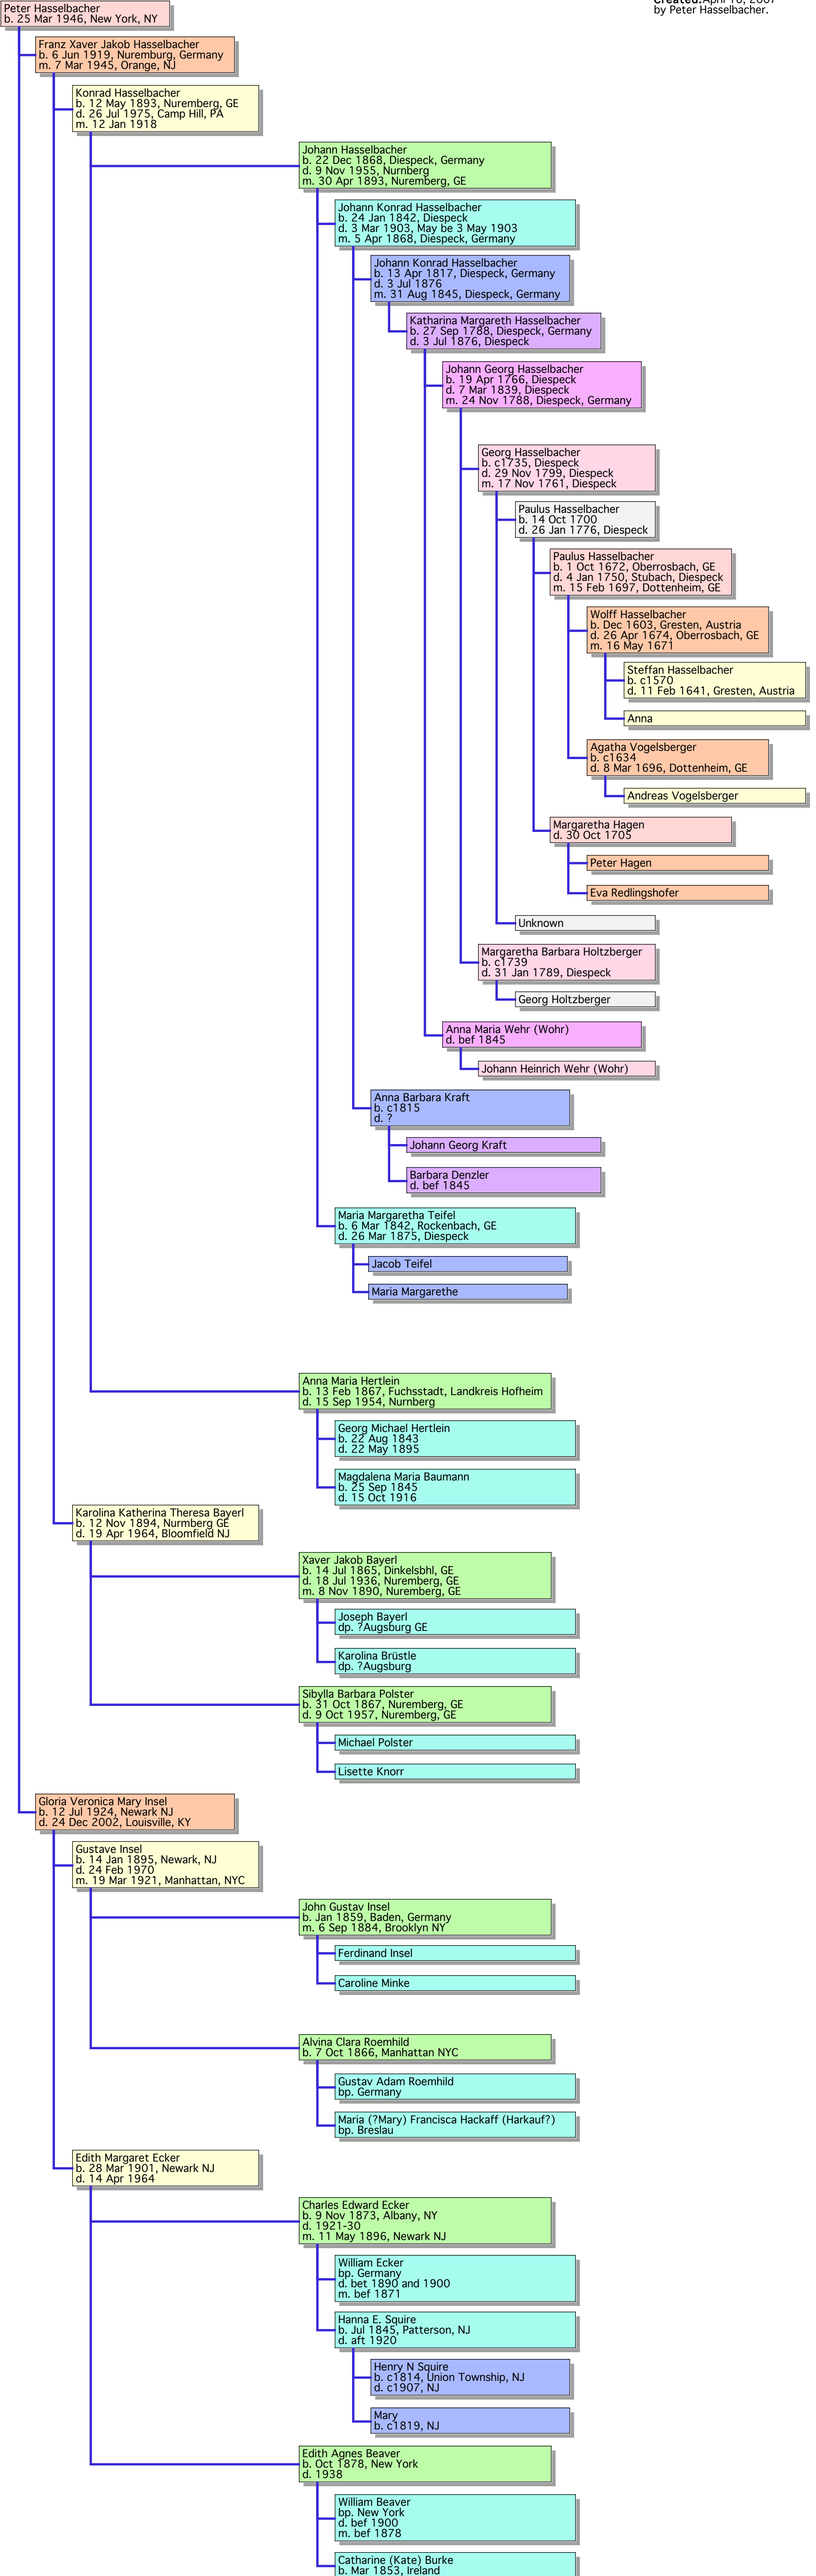 Created: April 10, 2007
by Peter Hasselbacher.
Peter Hasselbacher
b. 25 Mar 1946, New York, NY
Franz Xaver Jakob Hasselbacher
b. 6 Jun 1919, Nuremburg, Germany
m. 7 Mar 1945, Orange, NJ
Konrad Hasselbacher
b. 12 May 1893, Nuremberg, GE
d. 26 Jul 1975, Camp Hill, PA
m. 12 Jan 1918
Johann Hasselbacher
b. 22 Dec 1868, Diespeck, Germany
d. 9 Nov 1955, Nurnberg
m. 30 Apr 1893, Nuremberg, GE
Johann Konrad Hasselbacher
b. 24 Jan 1842, Diespeck
d. 3 Mar 1903, May be 3 May 1903
m. 5 Apr 1868, Diespeck, Germany
Johann Konrad Hasselbacher
b. 13 Apr 1817, Diespeck, Germany
d. 3 Jul 1876
m. 31 Aug 1845, Diespeck, Germany
Katharina Margareth Hasselbacher
b. 27 Sep 1788, Diespeck, Germany
d. 3 Jul 1876, Diespeck
Johann Georg Hasselbacher
b. 19 Apr 1766, Diespeck
d. 7 Mar 1839, Diespeck
m. 24 Nov 1788, Diespeck, Germany
Georg Hasselbacher
b. c1735, Diespeck
d. 29 Nov 1799, Diespeck
m. 17 Nov 1761, Diespeck
Paulus Hasselbacher
b. 14 Oct 1700
d. 26 Jan 1776, Diespeck
Paulus Hasselbacher
b. 1 Oct 1672, Oberrosbach, GE
d. 4 Jan 1750, Stubach, Diespeck
m. 15 Feb 1697, Dottenheim, GE
Wolff Hasselbacher
b. Dec 1603, Gresten, Austria
d. 26 Apr 1674, Oberrosbach, GE
m. 16 May 1671
Steffan Hasselbacher
b. c1570
d. 11 Feb 1641, Gresten, Austria
Anna
Agatha Vogelsberger
b. c1634
d. 8 Mar 1696, Dottenheim, GE
Andreas Vogelsberger
Margaretha Hagen
d. 30 Oct 1705
Peter Hagen
Eva Redlingshofer
Unknown
Margaretha Barbara Holtzberger
b. c1739
d. 31 Jan 1789, Diespeck
Georg Holtzberger
Anna Maria Wehr (Wohr)
d. bef 1845
Johann Heinrich Wehr (Wohr)
Anna Barbara Kraft
b. c1815
d. ?
Johann Georg Kraft
Barbara Denzler
d. bef 1845
Maria Margaretha Teifel
b. 6 Mar 1842, Rockenbach, GE
d. 26 Mar 1875, Diespeck
Jacob Teifel
Maria Margarethe
Anna Maria Hertlein
b. 13 Feb 1867, Fuchsstadt, Landkreis Hofheim
d. 15 Sep 1954, Nurnberg
Georg Michael Hertlein
b. 22 Aug 1843
d. 22 May 1895
Magdalena Maria Baumann
b. 25 Sep 1845
d. 15 Oct 1916
Karolina Katherina Theresa Bayerl
b. 12 Nov 1894, Nurmberg GE
d. 19 Apr 1964, Bloomfield NJ
Xaver Jakob Bayerl
b. 14 Jul 1865, Dinkelsbhl, GE
d. 18 Jul 1936, Nuremberg, GE
m. 8 Nov 1890, Nuremberg, GE
Joseph Bayerl
dp. ?Augsburg GE
Karolina Brüstle
dp. ?Augsburg
Sibylla Barbara Polster
b. 31 Oct 1867, Nuremberg, GE
d. 9 Oct 1957, Nuremberg, GE
Michael Polster
Lisette Knorr
Gloria Veronica Mary Insel
b. 12 Jul 1924, Newark NJ
d. 24 Dec 2002, Louisville, KY
Gustave Insel
b. 14 Jan 1895, Newark, NJ
d. 24 Feb 1970
m. 19 Mar 1921, Manhattan, NYC
John Gustav Insel
b. Jan 1859, Baden, Germany
m. 6 Sep 1884, Brooklyn NY
Ferdinand Insel
Caroline Minke
Alvina Clara Roemhild
b. 7 Oct 1866, Manhattan NYC
Gustav Adam Roemhild
bp. Germany
Maria (?Mary) Francisca Hackaff (Harkauf?)
bp. Breslau
Edith Margaret Ecker
b. 28 Mar 1901, Newark NJ
d. 14 Apr 1964
Charles Edward Ecker
b. 9 Nov 1873, Albany, NY
d. 1921-30
m. 11 May 1896, Newark NJ
William Ecker
bp. Germany
d. bet 1890 and 1900
m. bef 1871
Hanna E. Squire
b. Jul 1845, Patterson, NJ
d. aft 1920
Henry N Squire
b. c1814, Union Township, NJ
d. c1907, NJ
Mary
b. c1819, NJ
Edith Agnes Beaver
b. Oct 1878, New York
d. 1938
William Beaver
bp. New York
d. bef 1900
m. bef 1878
Catharine (Kate) Burke
b. Mar 1853, Ireland